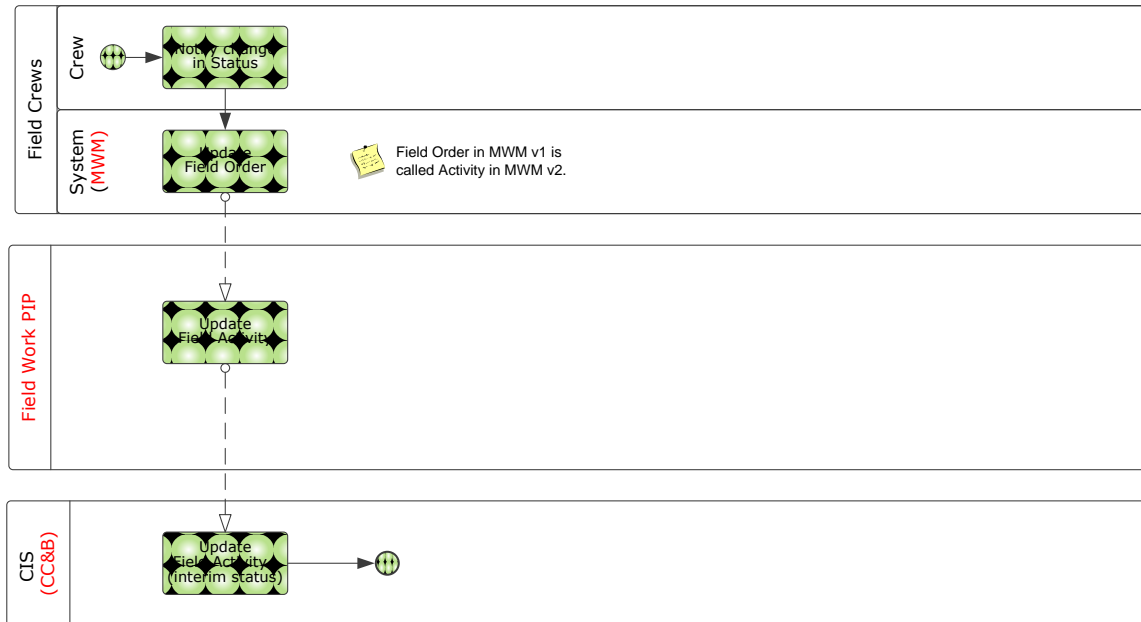 Field Crews
Crew
Notify change
in Status
System
(MWM)
Update
Field Order
Field Order in MWM v1 is
called Activity in MWM v2.
Field Work PIP
Update
Field Activity
CIS
(CC&B)
Update
Field Activity
(interim status)